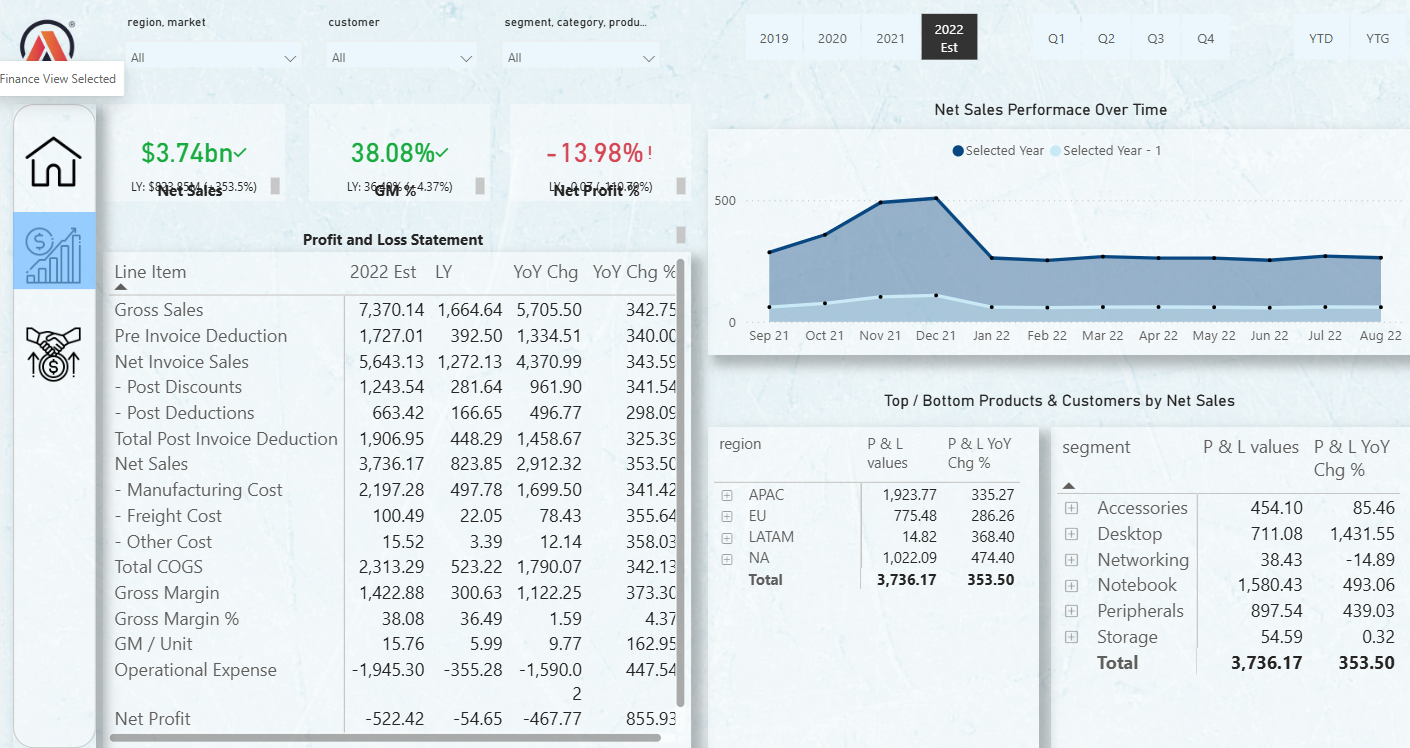 region, market
customer
segment, category, produ...
All
All
All
Finance View Selected
2019
2020
2021
2022
Est
Q1
Q2
Q3
Q4
YTD
YTG
$3.74bn
LY: $823.85M (+353.5%)
Net Sales
38.08%
LY: 36.49% (+4.37%)
GM %
-13.98% !
LY: -0.07 (-110.79%)
Net Profit %
Net Sales Performace Over Time
Selected Year
Selected Year - 1
500
0
Sep 21 Oct 21 Nov 21 Dec 21 Jan 22 Feb 22 Mar 22 Apr 22 May 22 Jun 22 Jul 22 Aug 22
Profit and Loss Statement
Line Item 2022 Est LY YoY Chg YoY Chg %
Gross Sales 7,370.14 1,664.64 5,705.50 342.75
Pre Invoice Deduction 1,727.01 392.50 1,334.51 340.00
Net Invoice Sales 5,643.13 1,272.13 4,370.99 343.59
- Post Discounts 1,243.54 281.64 961.90 341.54
- Post Deductions 663.42 166.65 496.77 298.09
Total Post Invoice Deduction 1,906.95 448.29 1,458.67 325.39
Net Sales 3,736.17 823.85 2,912.32 353.50
- Manufacturing Cost 2,197.28 497.78 1,699.50 341.42
- Freight Cost 100.49 22.05 78.43 355.64
- Other Cost 15.52 3.39 12.14 358.03
Total COGS 2,313.29 523.22 1,790.07 342.13
Gross Margin 1,422.88 300.63 1,122.25 373.30
Gross Margin % 38.08 36.49 1.59 4.37
GM / Unit 15.76 5.99 9.77 162.95
Operational Expense -1,945.30 -355.28 -1,590.0 447.54
2
Net Profit -522.42 -54.65 -467.77 855.93
Top / Bottom Products & Customers by Net Sales
region P & L P & L YoY
values Chg %
APAC 1,923.77 335.27
EU 775.48 286.26
LATAM 14.82 368.40
NA 1,022.09 474.40
Total 3,736.17 353.50
segment P & L values P & L YoY
Chg %
Accessories 454.10 85.46
Desktop 711.08 1,431.55
Networking 38.43 -14.89
Notebook 1,580.43 493.06
Peripherals 897.54 439.03
Storage 54.59 0.32
Total 3,736.17 353.50